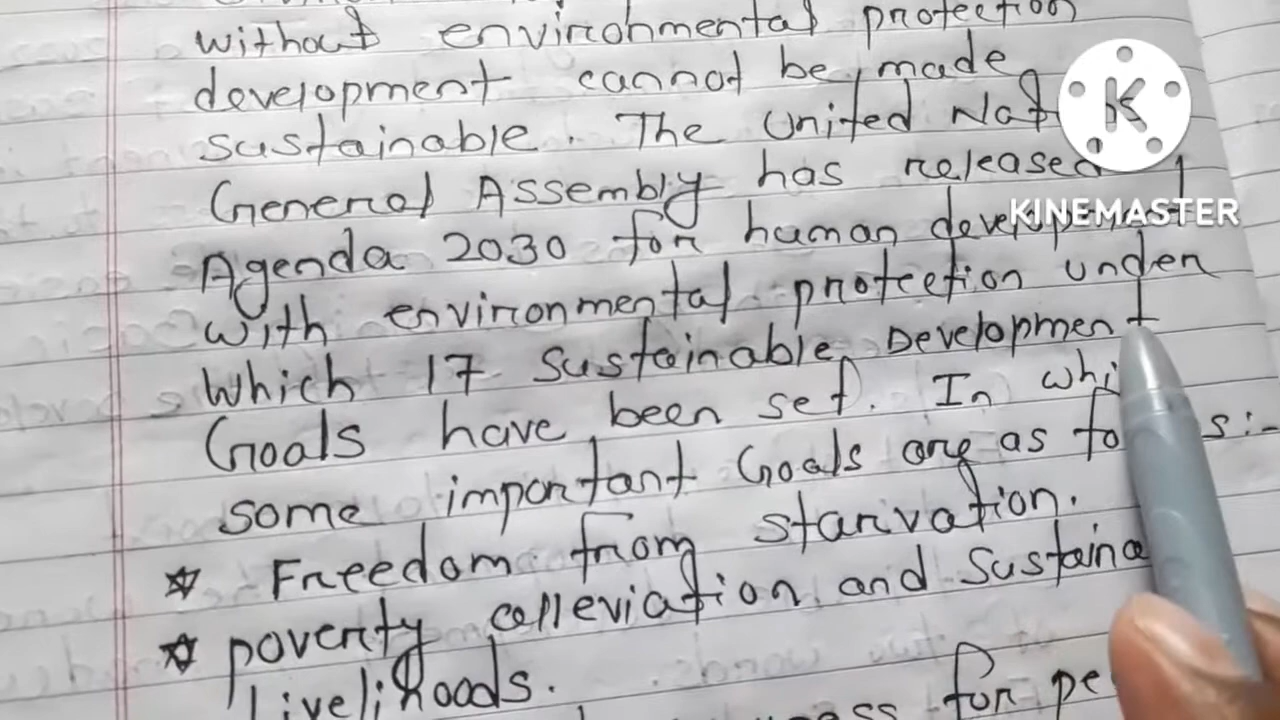 without environmental protection
development cannot be made
sustainable. The United
General Assembly has released
Agenda 2030 for human development
with environmental protection under
which 17 Sustainable Development
Goals have been set. In
some important Goals are as
☆ Freedom from starvation.
☆ poverty alleviation and
livelihoods.
for
KINEMASTER